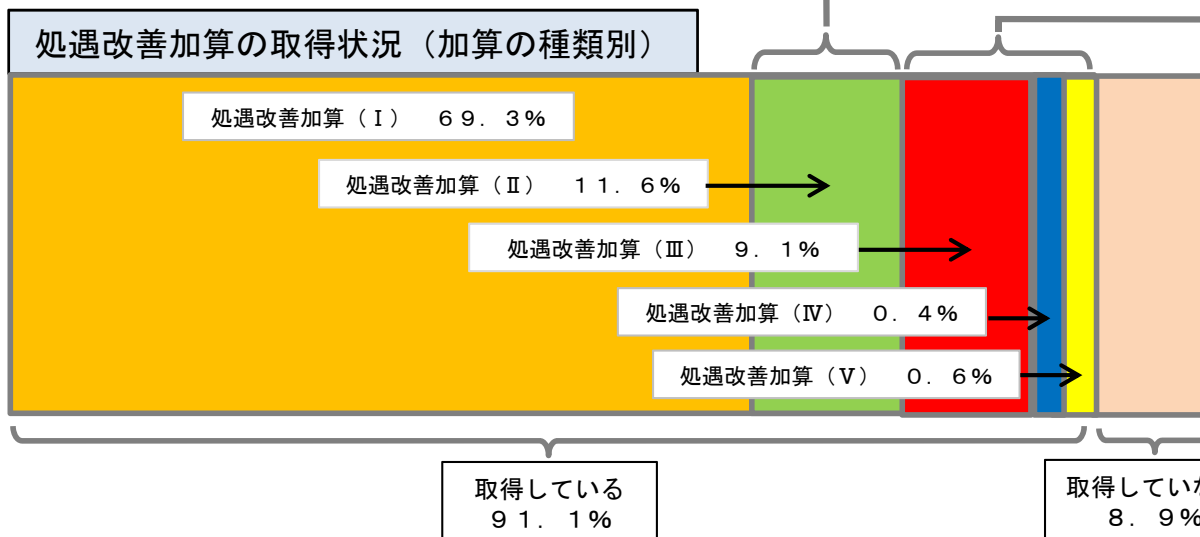 処遇改善加算の取得状況（加算の種類別）
処遇改善加算（Ⅰ）　６９．３%
処遇改善加算（Ⅱ）　１１．６%
処遇改善加算（Ⅲ）　９．１%
処遇改善加算（Ⅳ）　０．４%
処遇改善加算（Ⅴ）　０．６%
取得している
９１．１%
取得してい
８．９%